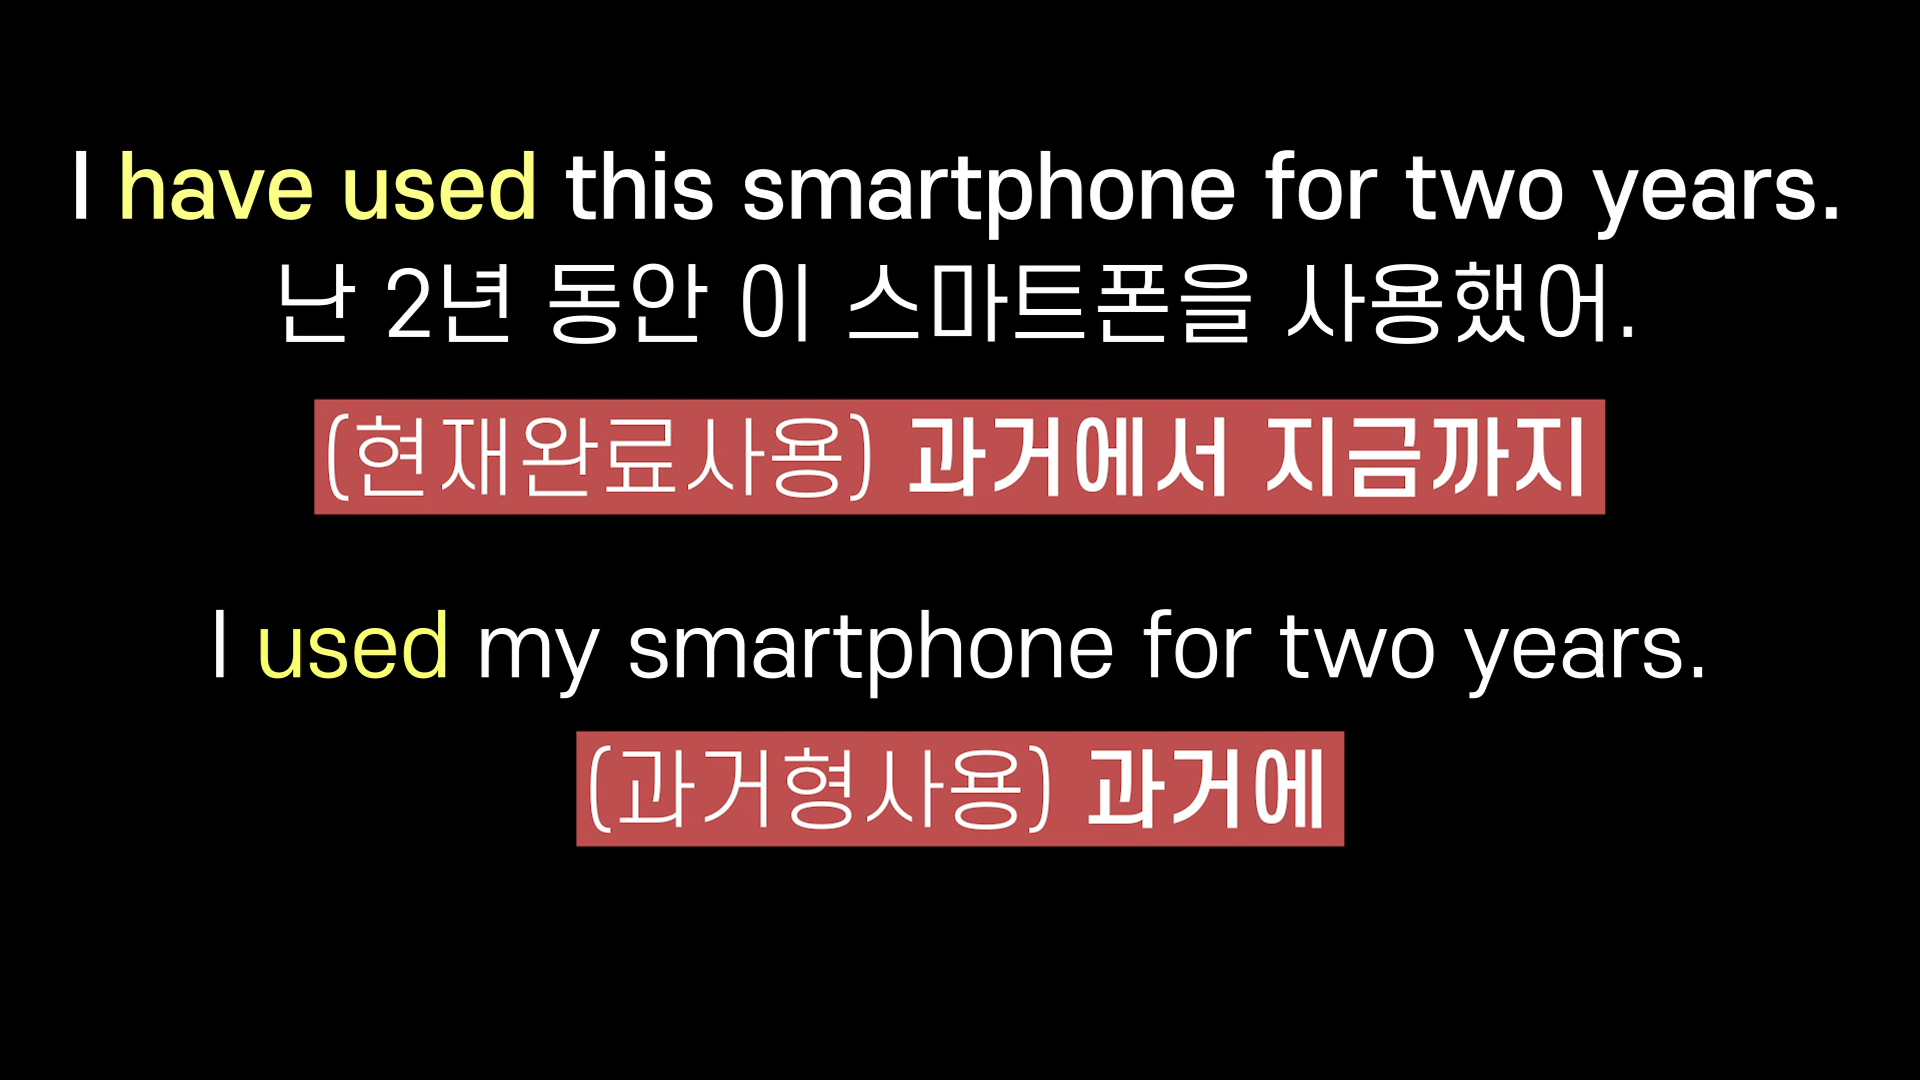 I have used this smartphone for two years.
난 2년 동안 이 스마트폰을 사용했어.
(현재완료사용) 과거에서 지금까지
I used my smartphone for two years.
(과거형사용) 과거에